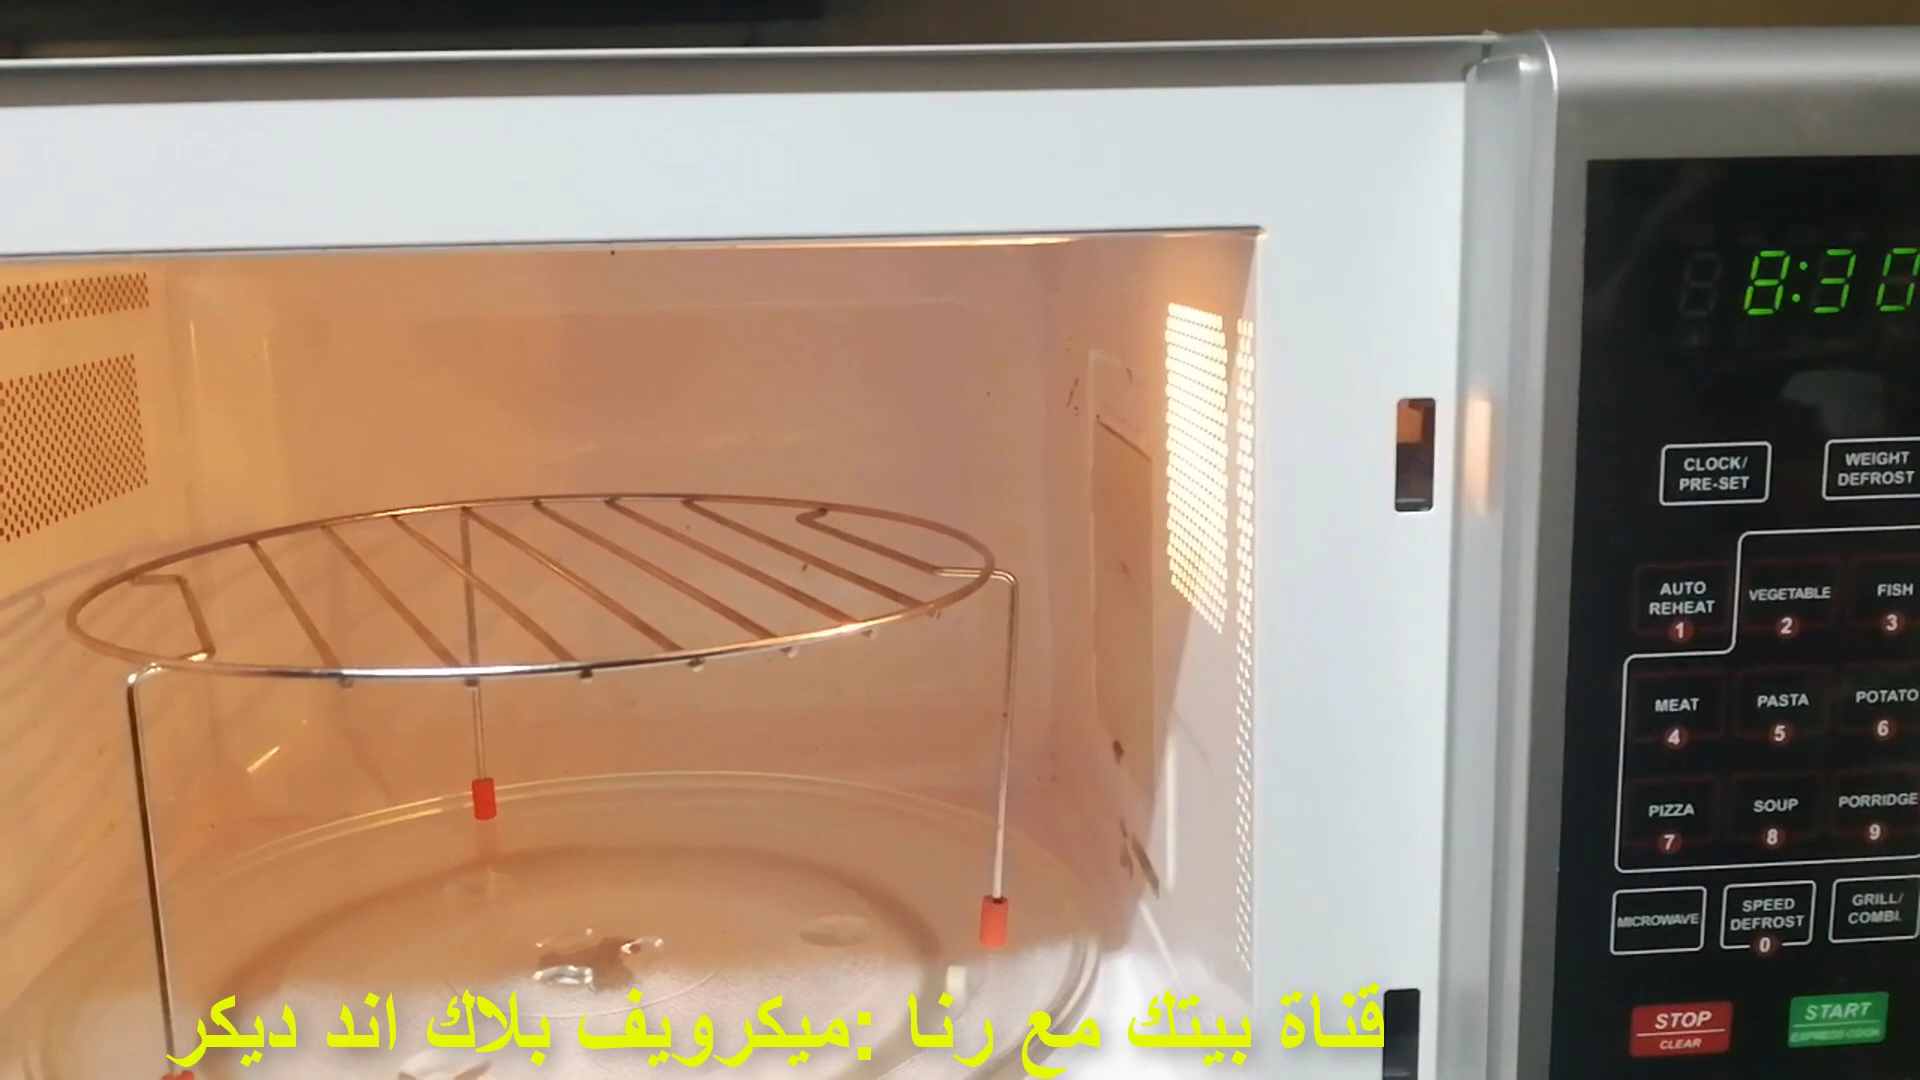 8:30
CLOCK/
PRE-SET
WEIGHT
DEFROST
AUTO
REHEAT
1
VEGETABLE
2
FISH
3
MEAT
4
PASTA
5
POTATO
6
PIZZA
7
SOUP
8
PORRIDGE
9
MICROWAVE
SPEED
DEFROST
0
GRILL/
COMBI.
STOP
CLEAR
START
EXPRESS COOK
قناة بيتك مع رنا :ميكرويف بلاك اند ديكر